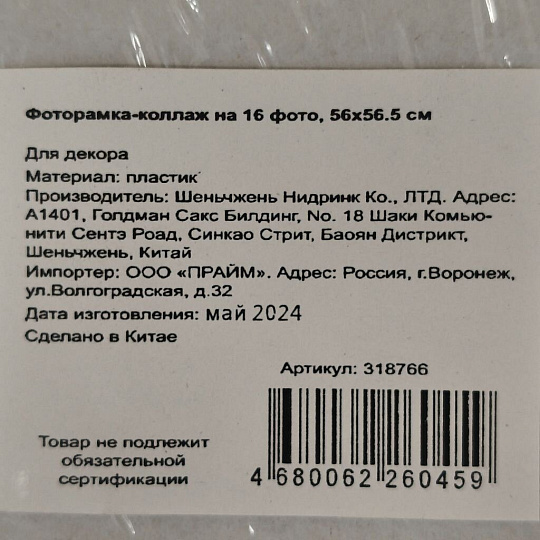 Фоторамка-коллаж на 16 фото, 56x56.5 см
Для декора
Материал: пластик
Производитель: Шеньчжень Нидринк Ко., ЛТД. Адрес:
А1401, Голдман Сакс Билдинг, No. 18 Шаки Комью-
нити Сентэ Роад, Синкао Стрит, Баоян Дистрикт,
Шеньчжень, Китай
Импортер: ООО «ПРАЙМ». Адрес: Россия, г.Воронеж,
ул.Волгоградская, д.32
Дата изготовления: май 2024
Сделано в Китае
Артикул: 318766
Товар не подлежит
обязательной
сертификации
4 680062 260459